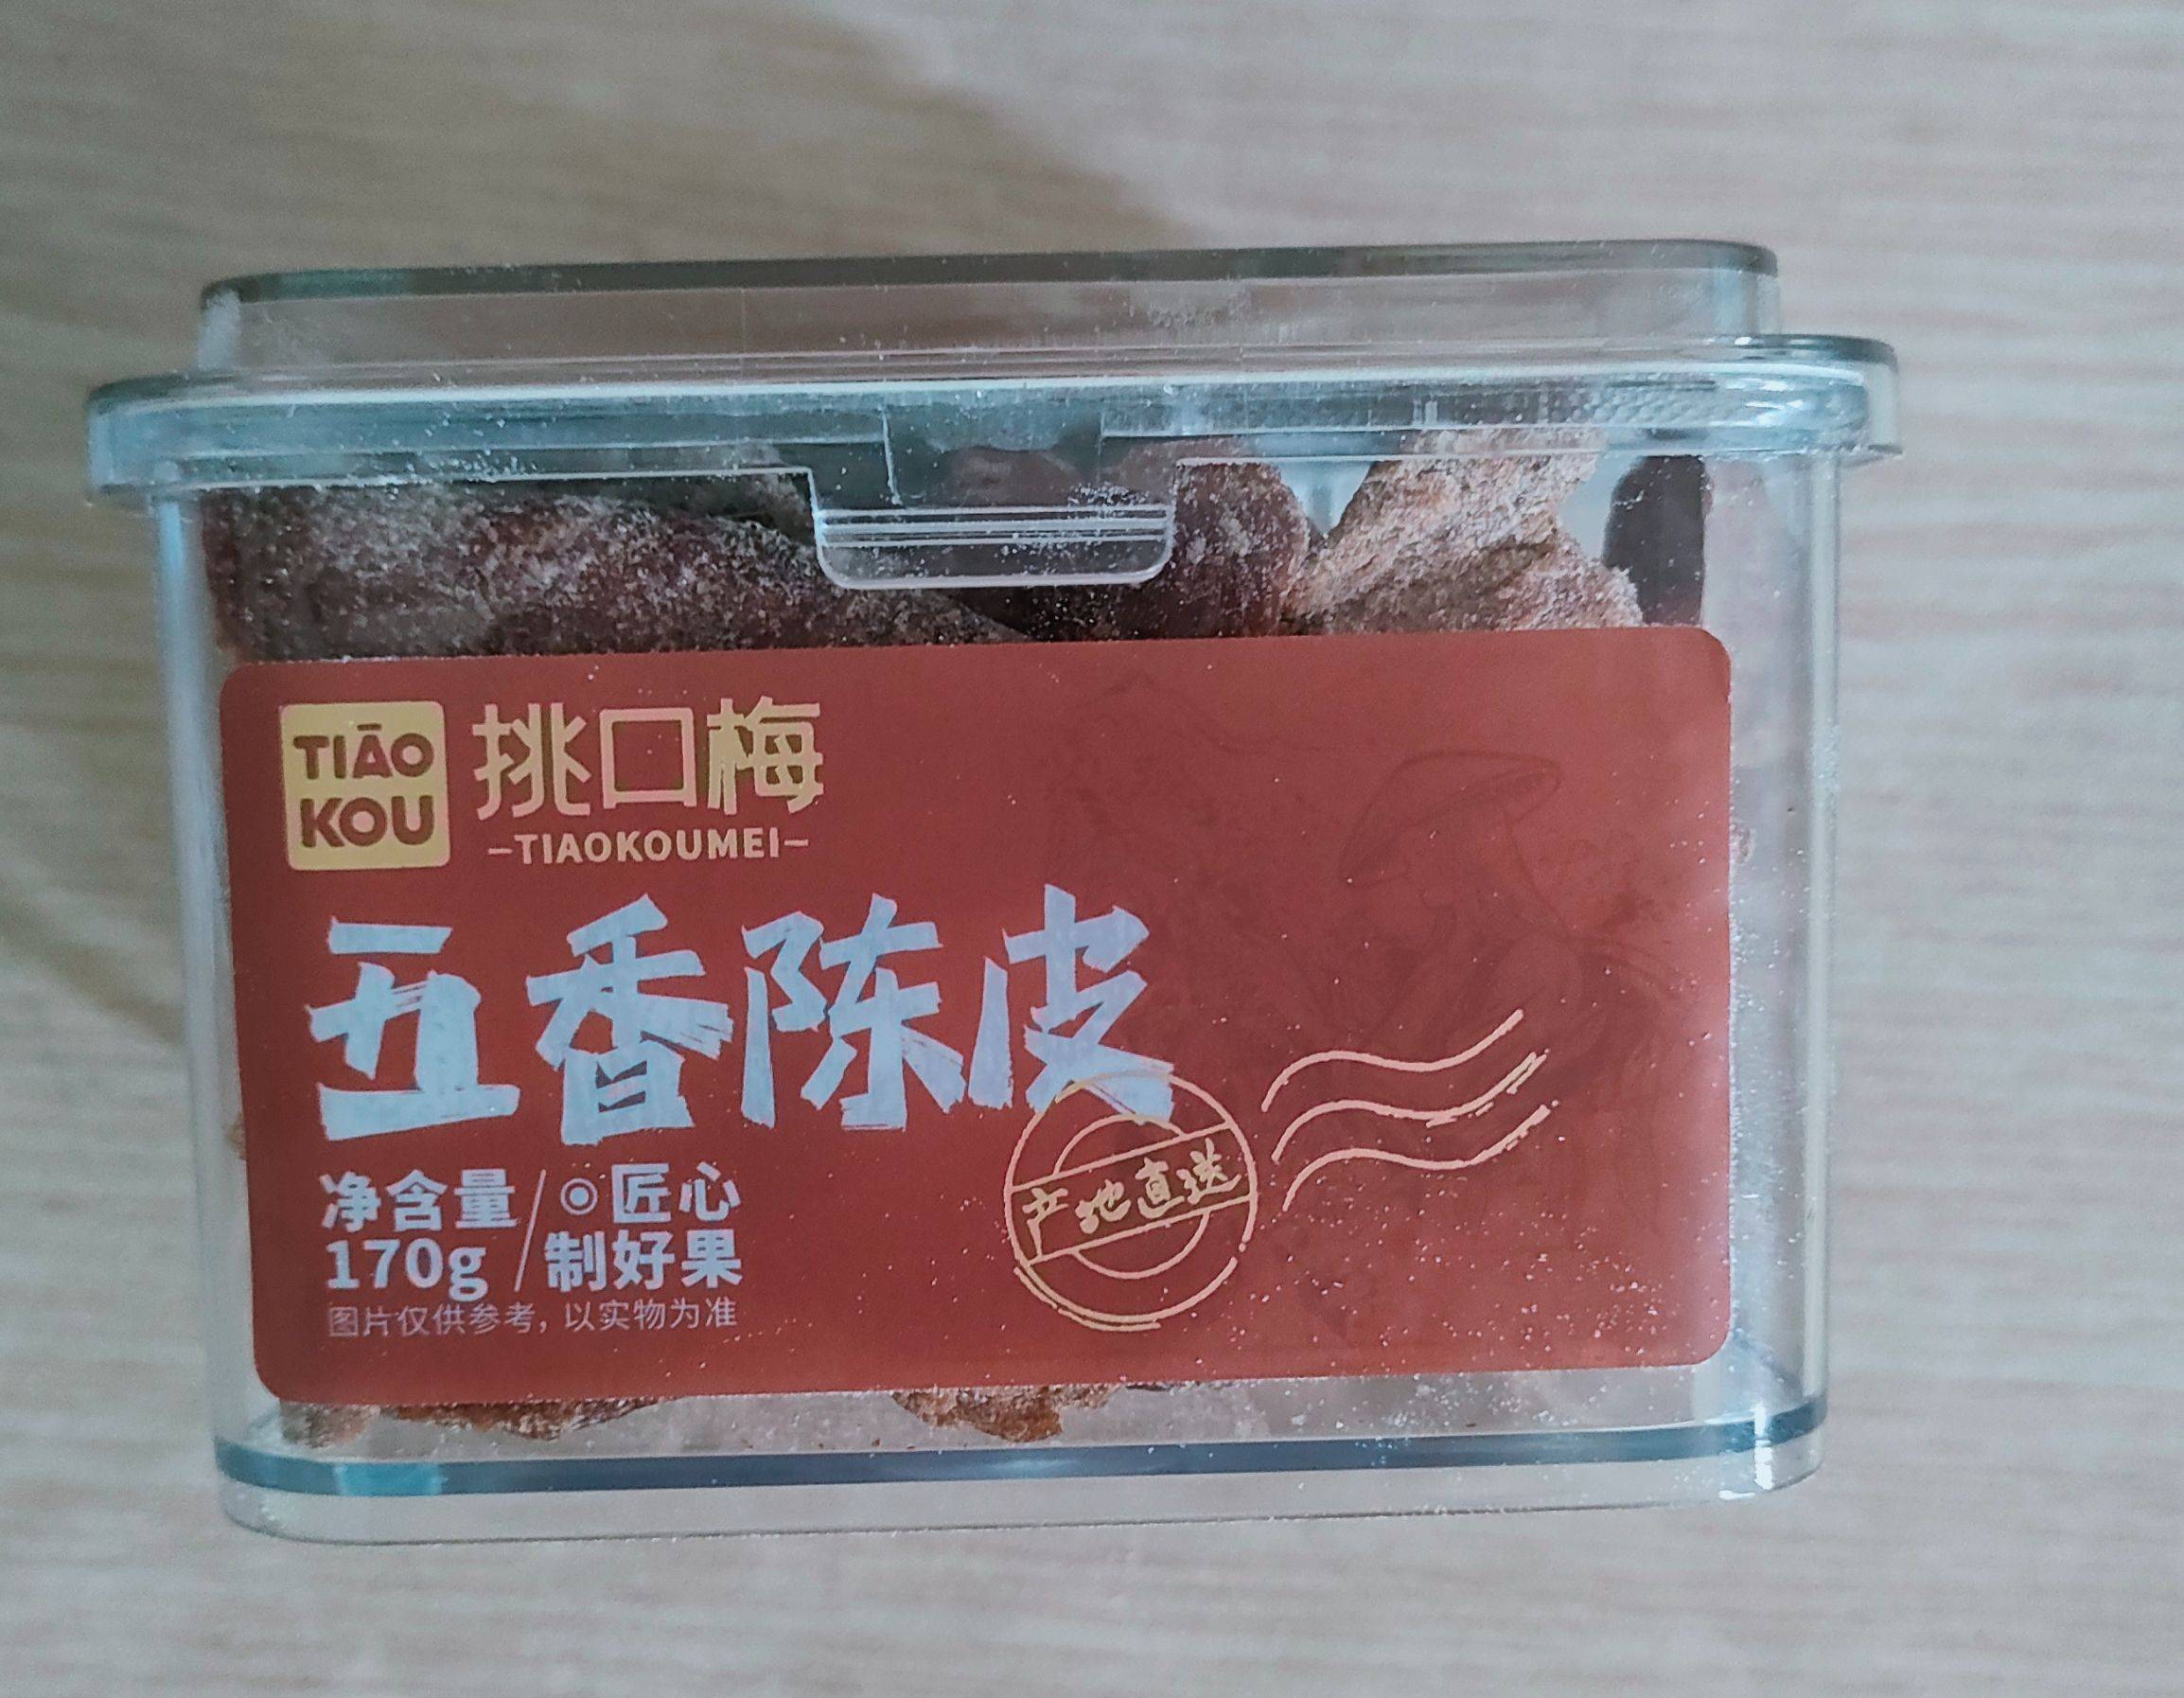 TIĀO
KOU
挑口梅
-TIAOKOUMEI-
五香陈皮
净含量
170g
匠心
制好果
图片仅供参考，以实物为准
产地直送